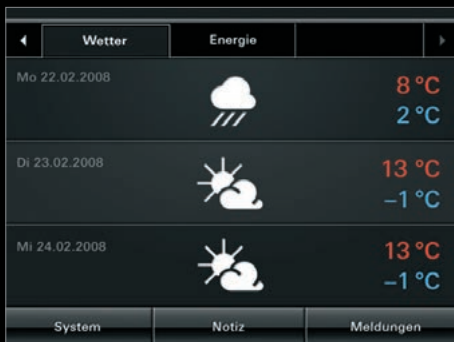 Wetter Energie
Mo 22.02.2008
8 °C
2 °C
Di 23.02.2008
13 °C
–1 °C
Mi 24.02.2008
13 °C
–1 °C
System Notiz Meldungen